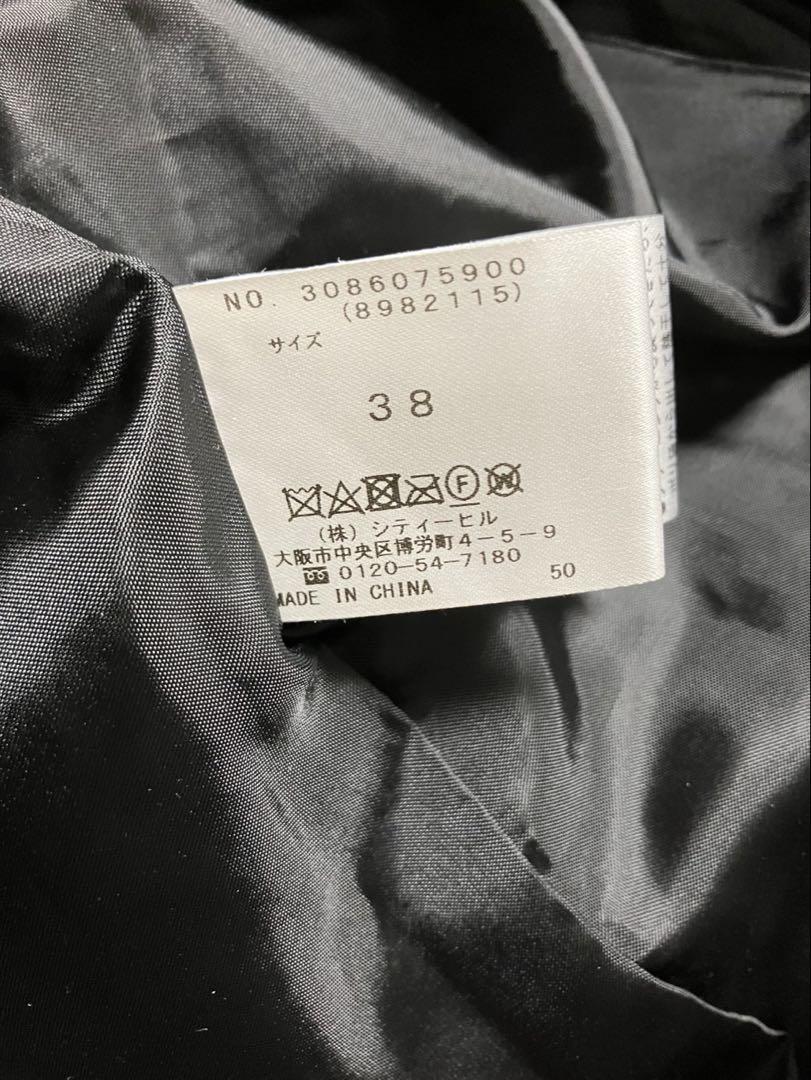 NO. 3086075900
(8982115)
サイズ
38
F W
(株) シティーヒル
大阪市中央区博労町4-5-9
0120-54-7180
50
MADE IN CHINA